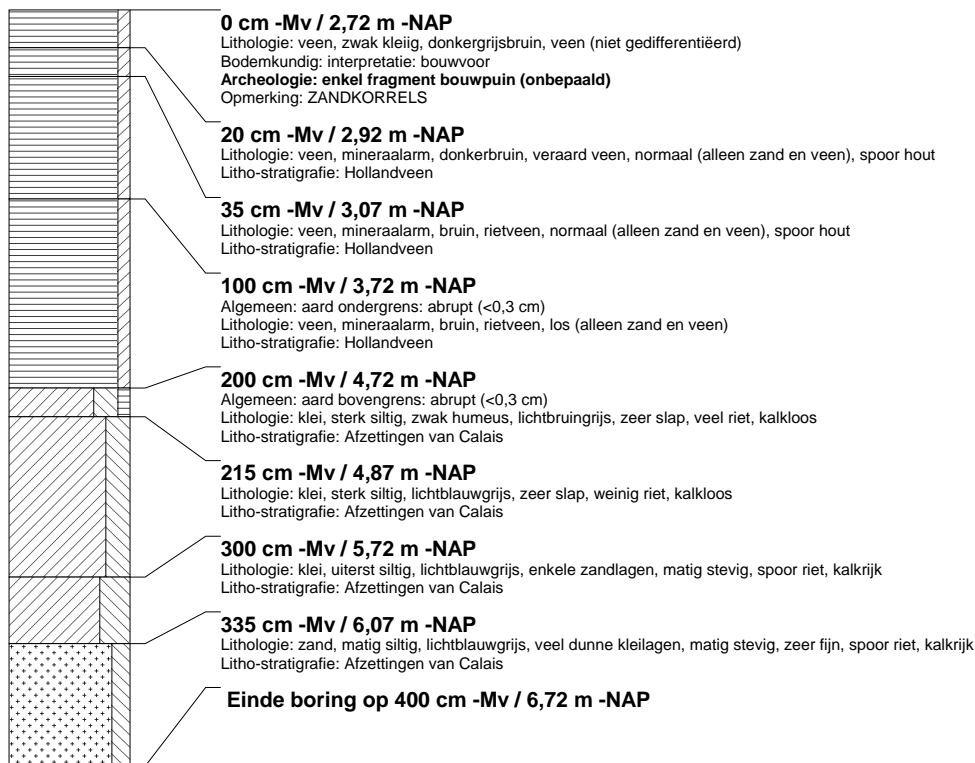 0 cm -Mv / 2,72 m -NAP
Lithologie: veen, zwak kleiig, donkergrijsbruin, veen (niet gedifferentiëerd)
Bodemkundig: interpretatie: bouwvoor
Archeologie: enkel fragment bouwpuin (onbepaald)
Opmerking: ZANDKORRELS
20 cm -Mv / 2,92 m -NAP
Lithologie: veen, mineraalarm, donkerbruin, veraard veen, normaal (alleen zand en veen), spoor hout
Litho-stratigrafie: Hollandveen
35 cm -Mv / 3,07 m -NAP
Lithologie: veen, mineraalarm, bruin, rietveen, normaal (alleen zand en veen), spoor hout
Litho-stratigrafie: Hollandveen
100 cm -Mv / 3,72 m -NAP
Algemeen: aard ondergrens: abrupt (<0,3 cm)
Lithologie: veen, mineraalarm, bruin, rietveen, los (alleen zand en veen)
Litho-stratigrafie: Hollandveen
200 cm -Mv / 4,72 m -NAP
Algemeen: aard bovengrens: abrupt (<0,3 cm)
Lithologie: klei, sterk siltig, zwak humeus, lichtbruingrijs, zeer slap, veel riet, kalkloos
Litho-stratigrafie: Afzettingen van Calais
215 cm -Mv / 4,87 m -NAP
Lithologie: klei, sterk siltig, lichtblauwgrijs, zeer slap, weinig riet, kalkloos
Litho-stratigrafie: Afzettingen van Calais
300 cm -Mv / 5,72 m -NAP
Lithologie: klei, uiterst siltig, lichtblauwgrijs, enkele zandlagen, matig stevig, spoor riet, kalkrijk
Litho-stratigrafie: Afzettingen van Calais
335 cm -Mv / 6,07 m -NAP
Lithologie: zand, matig siltig, lichtblauwgrijs, veel dunne kleilagen, matig stevig, zeer fijn, spoor riet, kalkrijk
Litho-stratigrafie: Afzettingen van Calais
Einde boring op 400 cm -Mv / 6,72 m -NAP